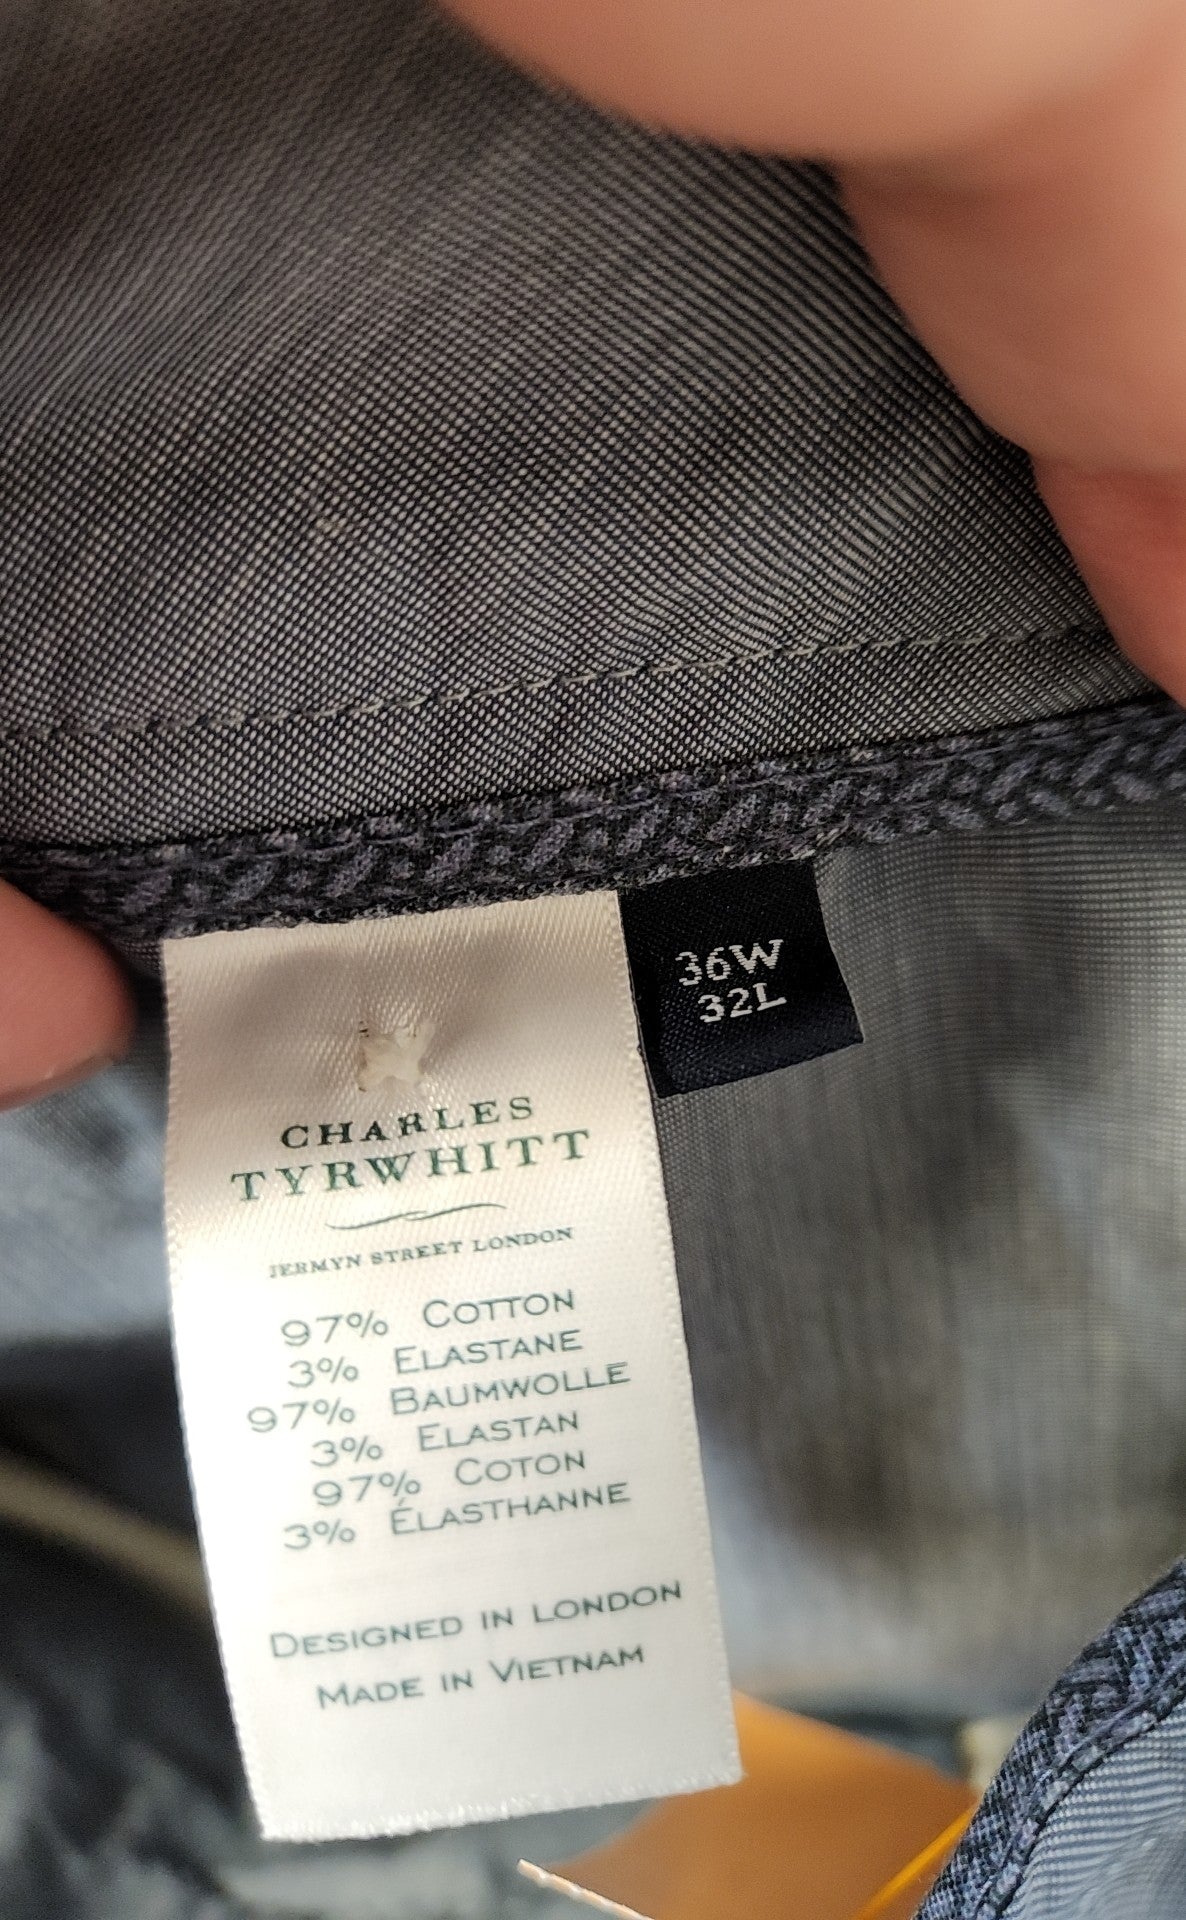 36W
32L
CHARLES
TYRWHITT
JERMYN STREET LONDON
97% COTTON
3% ELASTANE
97% BAUMWOLLE
3% ELASTAN
97% COTON
3% ÉLASTHANNE
DESIGNED IN LONDON
MADE IN VIETNAM